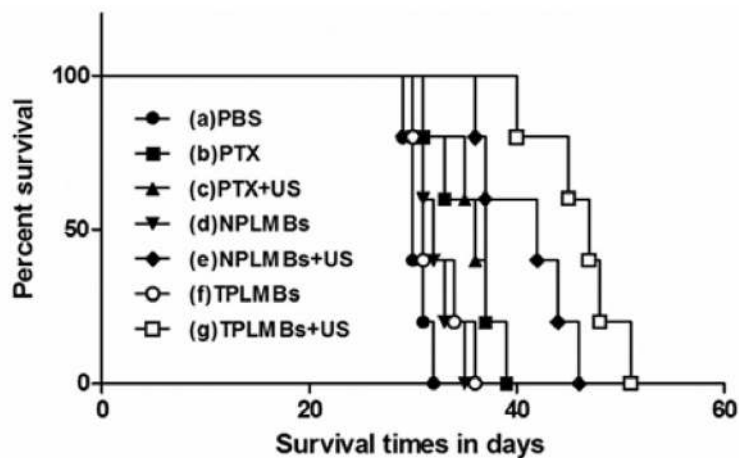 Percent survival
100
50
0
(a)PBS
(b)PTX
(c)PTX+US
(d)NPLMBs
(e)NPLMBs+US
(f)TPLMBs
(g)TPLMBs+US
0 20 40 60
Survival times in days